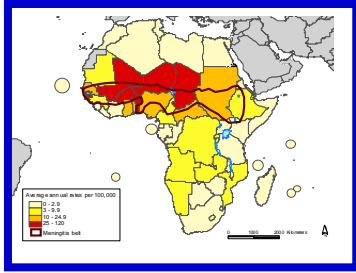 Average annual rates per 100,000
0 - 2.9
3 - 9.9
10 - 24.9
25 - 120
Meningitis belt
0 1000 2000 Kilometers